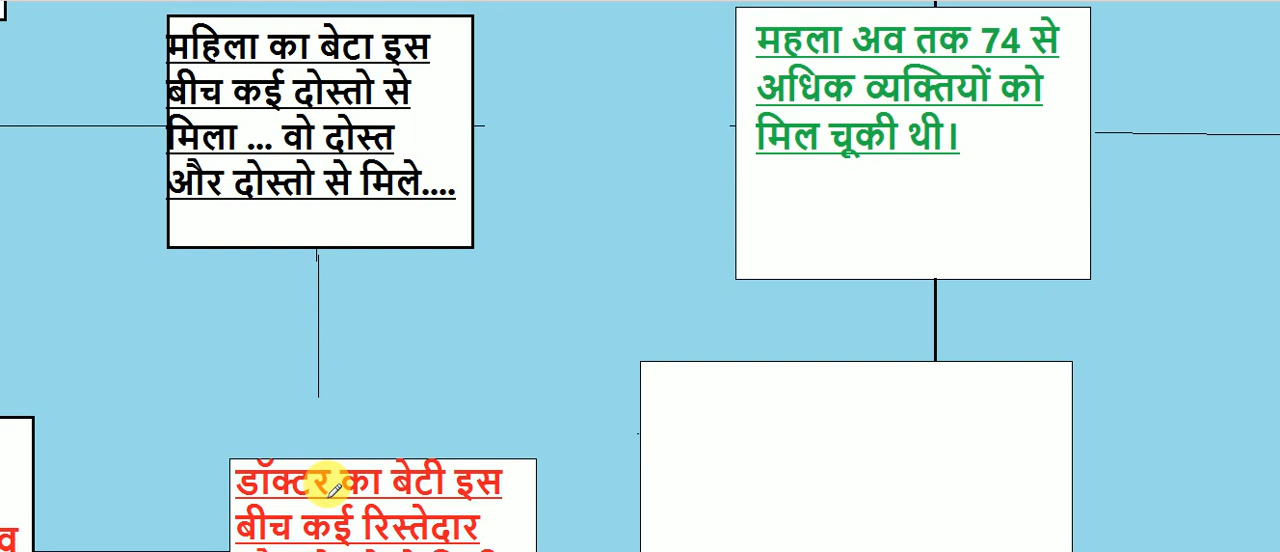 महिला का बेटा इस
बीच कई दोस्तो से
मिला ... वो दोस्त
और दोस्तो से मिले....
महला अव तक 74 से
अधिक व्यक्तियों को
मिल चूकी थी।
डॉक्टर का बेटी इस
बीच कई रिस्तेदार